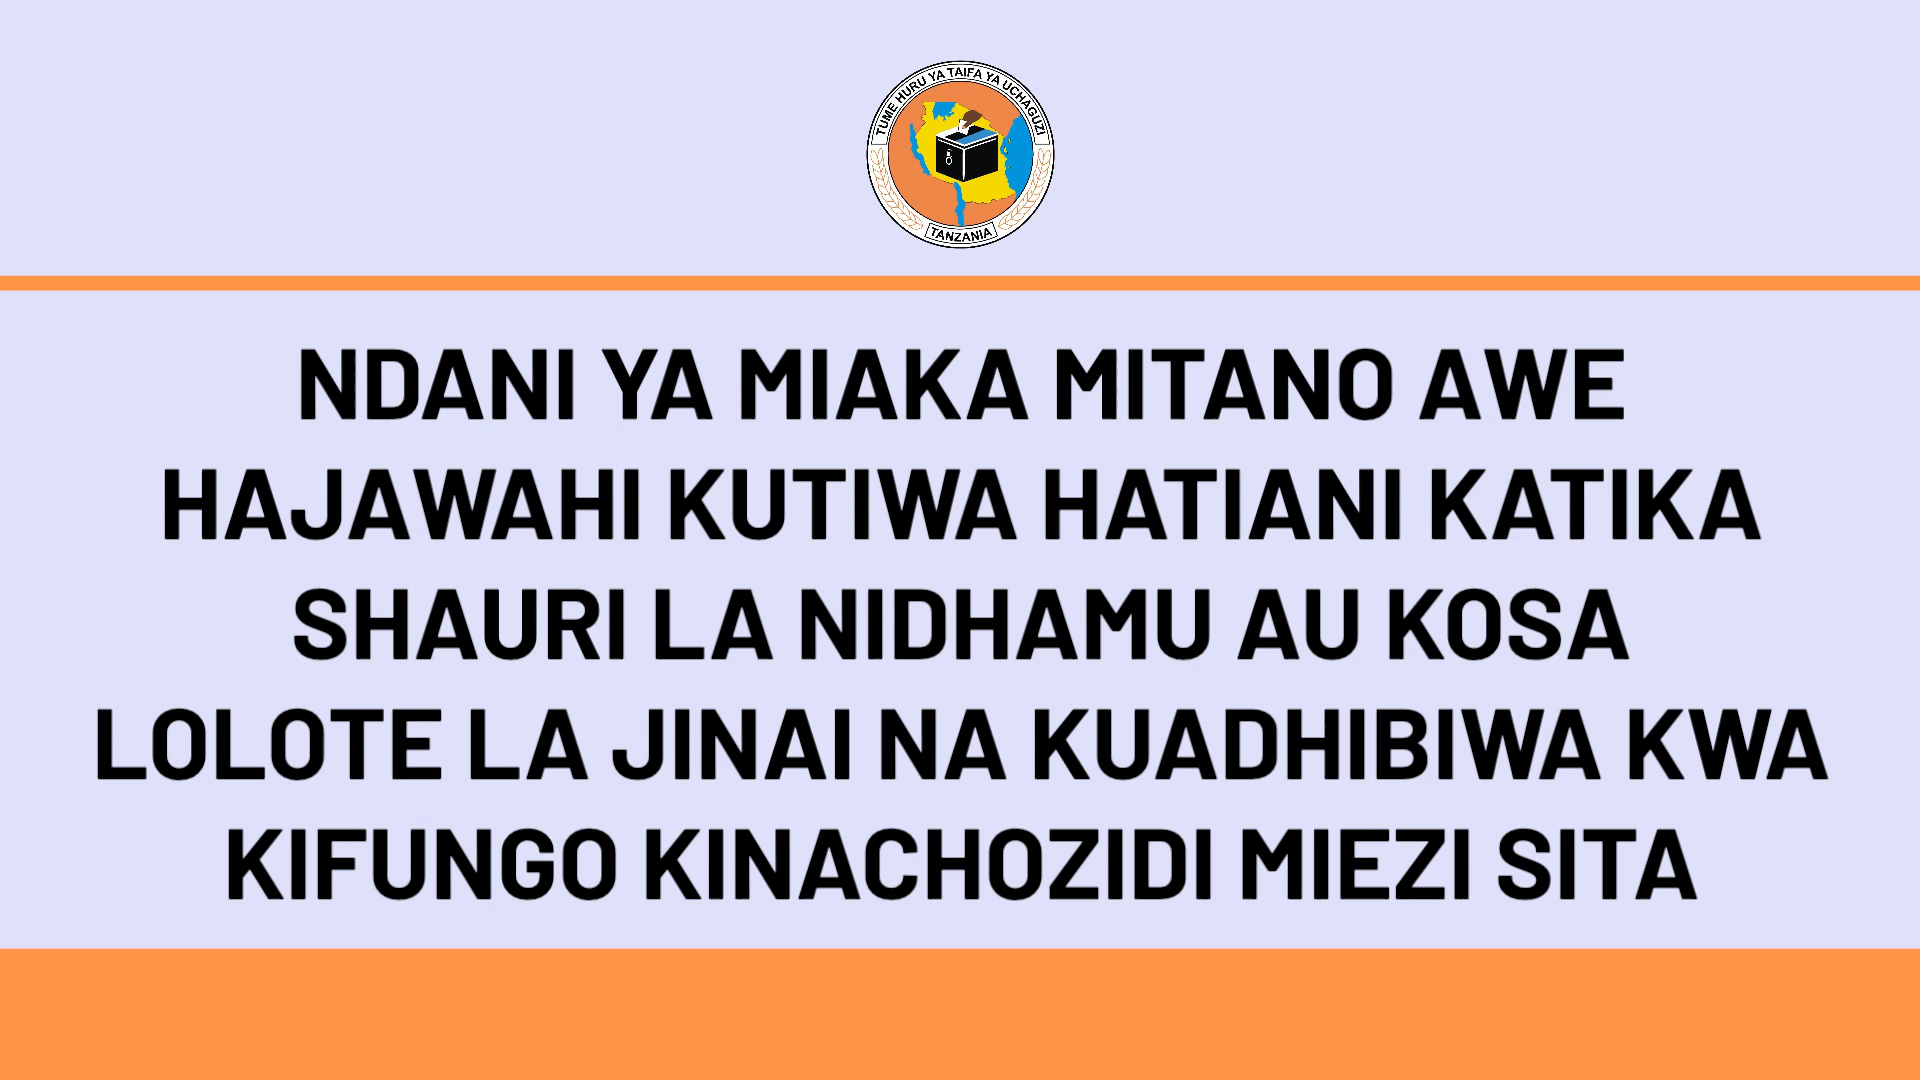 TUME HURU YA TAIFA YA UCHAGUZI
TANZANIA
NDANI YA MIAKA MITANO AWE
HAJAWAHI KUTIWA HATIANI KATIKA
SHAURI LA NIDHAMU AU KOSA
LOLOTE LA JINAI NA KUADHIBIWA KWA
KIFUNGO KINACHOZIDI MIEZI SITA